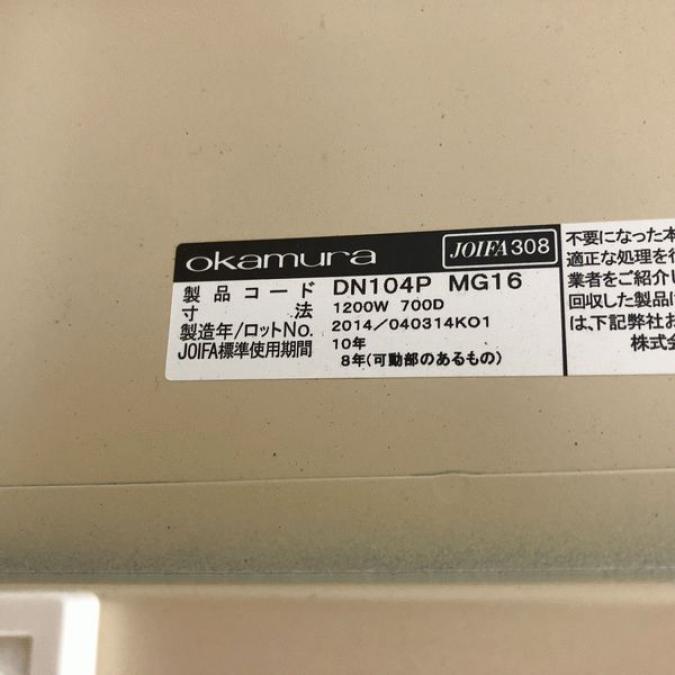 okamura
JOIFA 308
製品コード DN104P MG16
寸法 1200W 700D
製造年/ロットNo. 2014/040314K01
JOIFA標準使用期間 10年
8年(可動部のあるもの)
不要になった本
適正な処理を行
業者をご紹介し
回収した製品は
は、下記弊社お
株式会